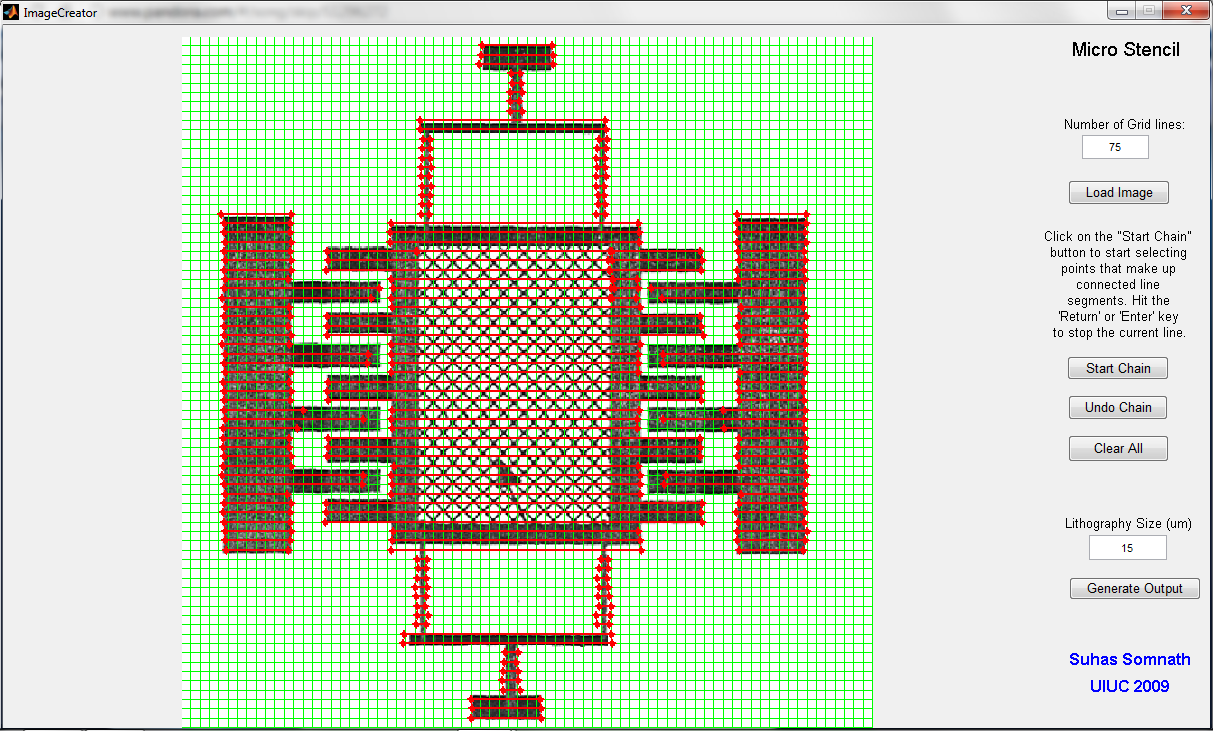 ImageCreator
Micro Stencil
Number of Grid lines:
75
Load Image
Click on the "Start Chain"
button to start selecting
points that make up
connected line
segments. Hit the
'Return' or 'Enter' key
to stop the current line.
Start Chain
Undo Chain
Clear All
Lithography Size (um)
15
Generate Output
Suhas Somnath
UIUC 2009